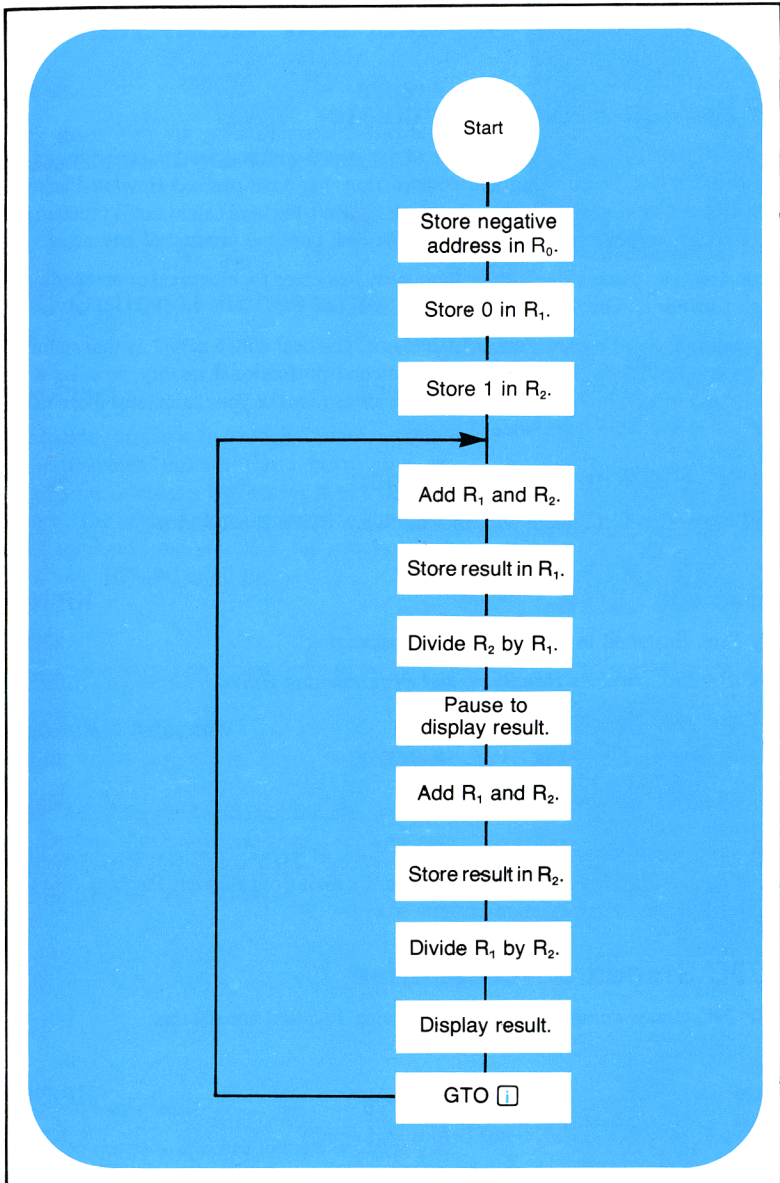 Start
Store negative
address in R₀.
Store 0 in R₁.
Store 1 in R₂.
Add R₁ and R₂.
Store result in R₁.
Divide R₂ by R₁.
Pause to
display result.
Add R₁ and R₂.
Store result in R₂.
Divide R₁ by R₂.
Display result.
GTO i